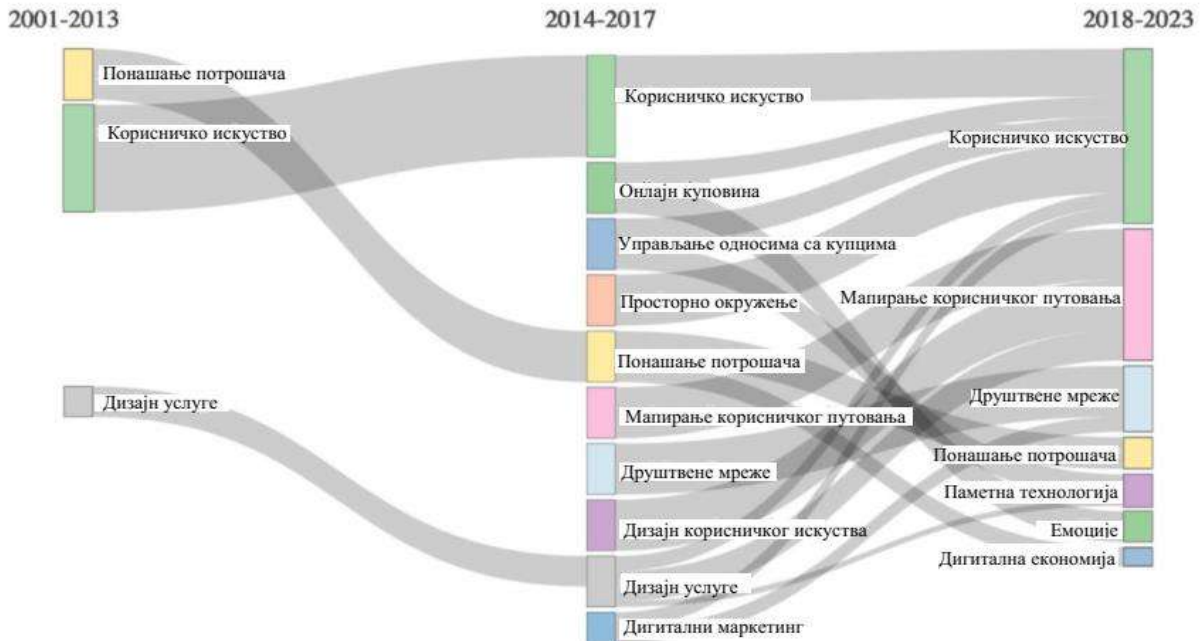 2001-2013
2014-2017
2018-2023
Понашање потрошача
Корисничко искуство
Дизајн услуге
Корисничко искуство
Онлајн куповина
Управљање односима са купцима
Просторно окружење
Понашање потрошача
Мапирање корисничког путовања
Друштвене мреже
Дизајн корисничког искуства
Дизајн услуге
Дигитални маркетинг
Корисничко искуство
Мапирање корисничког путовања
Друштвене мреже
Понашање потрошача
Паметна технологија
Емоције
Дигитална економија